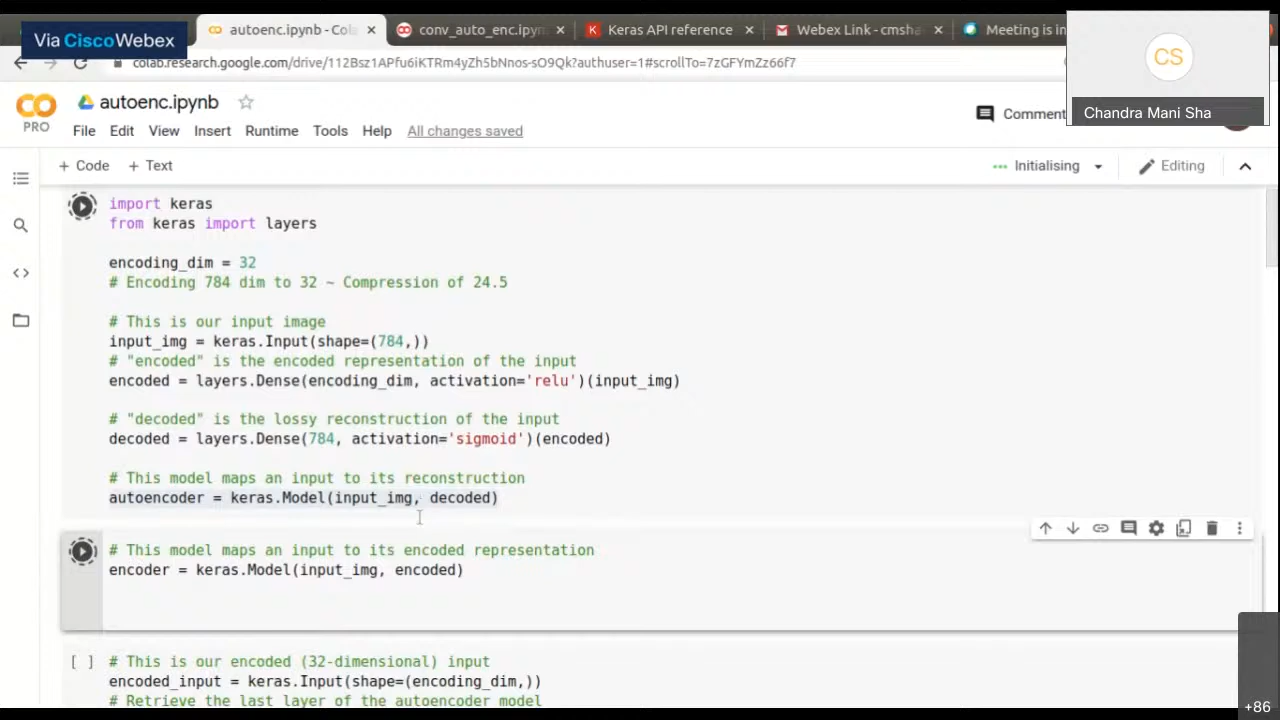 Via Cisco Webex
autoenc.ipynb - Cola
conv_auto_enc.ipyn
Keras API reference
Webex Link - cmsha
Meeting is in
colab.research.google.com/drive/112Bsz1APfu6iKTRm4yZh5bNnos-sO9Qk?authuser=1#scrollTo=7zGFYmZz66f7
CS
Chandra Mani Sha
CO
PRO
autoenc.ipynb
File Edit View Insert Runtime Tools Help All changes saved
Comment
+ Code + Text
Initialising
Editing
import keras
from keras import layers
encoding_dim = 32
# Encoding 784 dim to 32 ~ Compression of 24.5
# This is our input image
input_img = keras.Input(shape=(784,))
# "encoded" is the encoded representation of the input
encoded = layers.Dense(encoding_dim, activation='relu')(input_img)
# "decoded" is the lossy reconstruction of the input
decoded = layers.Dense(784, activation='sigmoid')(encoded)
# This model maps an input to its reconstruction
autoencoder = keras.Model(input_img, decoded)
# This model maps an input to its encoded representation
encoder = keras.Model(input_img, encoded)
[ ] # This is our encoded (32-dimensional) input
encoded_input = keras.Input(shape=(encoding_dim,))
# Retrieve the last layer of the autoencoder model
+86